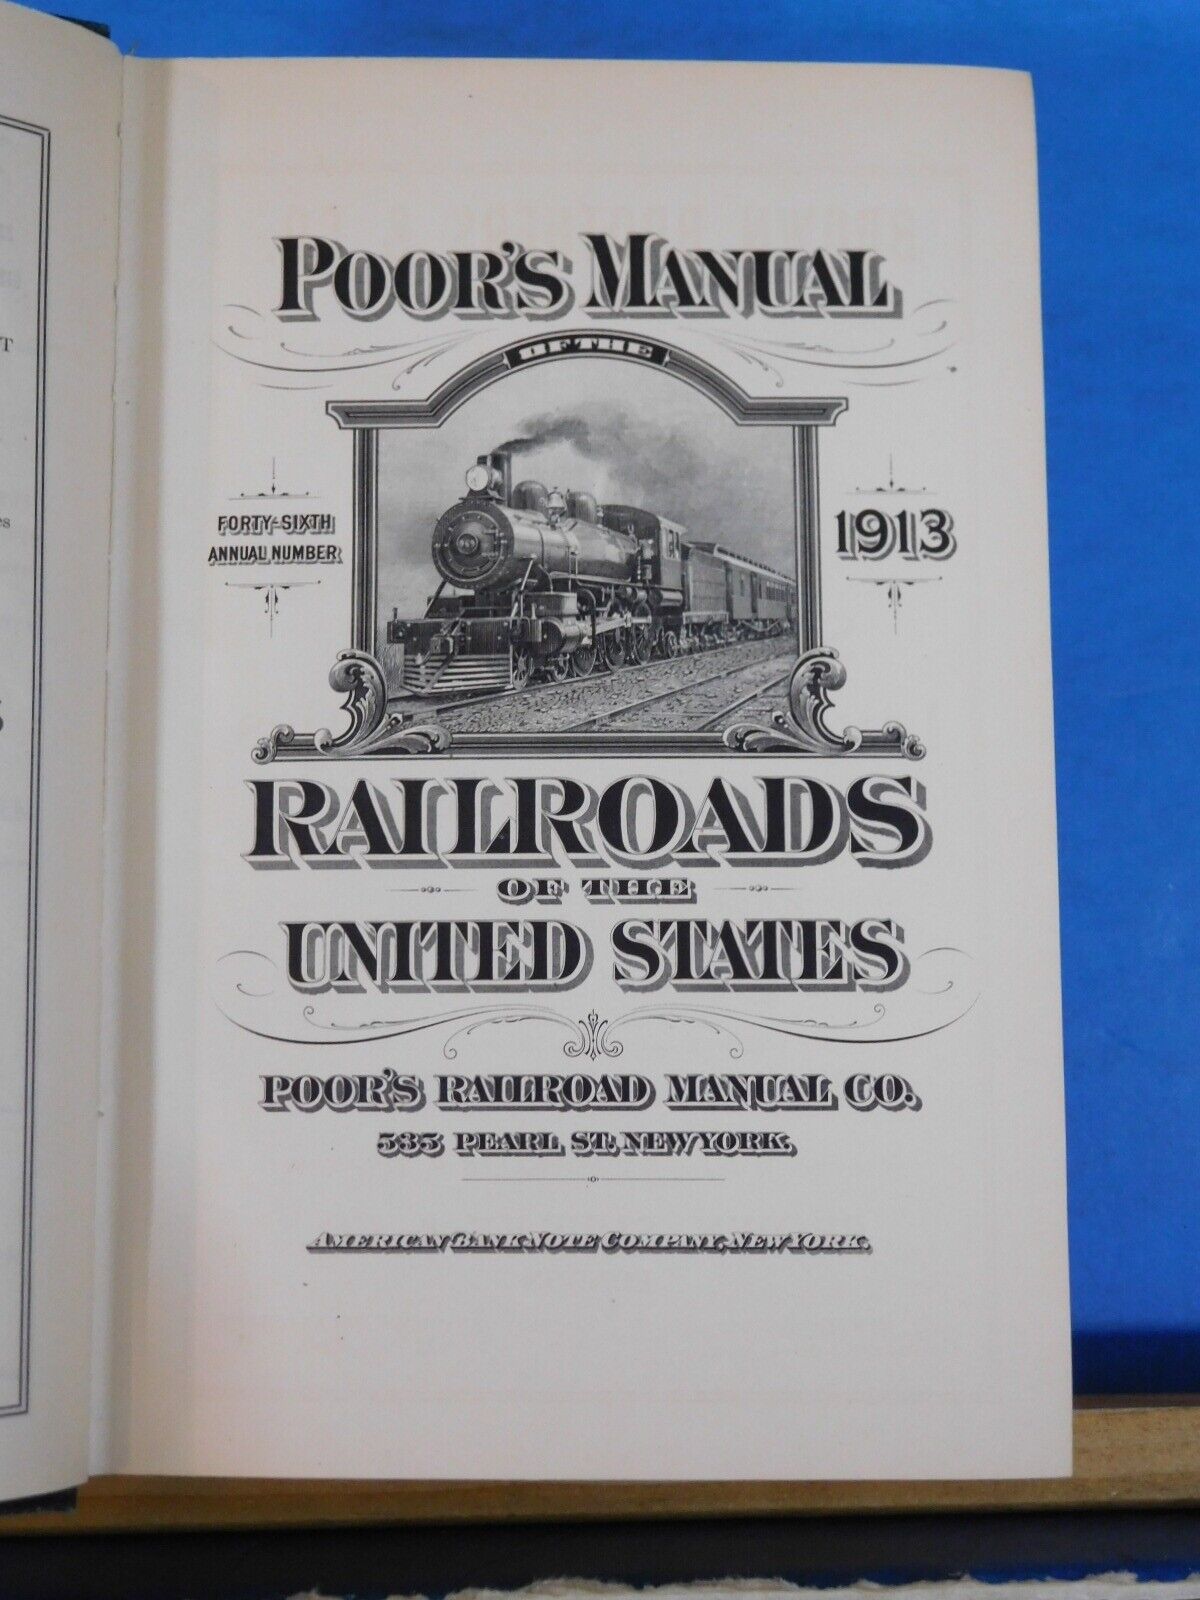 POOR'S MANUAL
OF THE
FORTY-SIXTH
ANNUAL NUMBER
1913
RAILROADS
OF THE
UNITED STATES
POOR'S RAILROAD MANUAL CO.
535 PEARL ST. NEW YORK.
AMERICAN BANK NOTE COMPANY, NEW YORK.